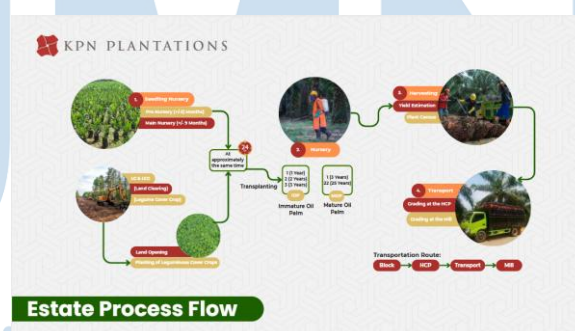 KPN PLANTATIONS
1. Seedling Nursery
Pre Nursery (+/-3 Months)
Main Nursery (+/- 9 Months)
(Land Clearing)
(Legume Cover Crop)
Land Opening
Planting of Leguminous Cover Crops
24
At
approximately
the same time
Transplanting
2. Nursery
1 (1 Year)
2 (2 Years)
3 (3 Years)
Immature Oil
Palm
1 (3 Years)
22 (25 Years)
Mature Oil
Palm
3. Harvesting
Yield Estimation
Plant Census
4. Transport
Grading at the HCP
Grading at the Mill
Transportation Route:
Block
HCP
Transport
Mill
Estate Process Flow